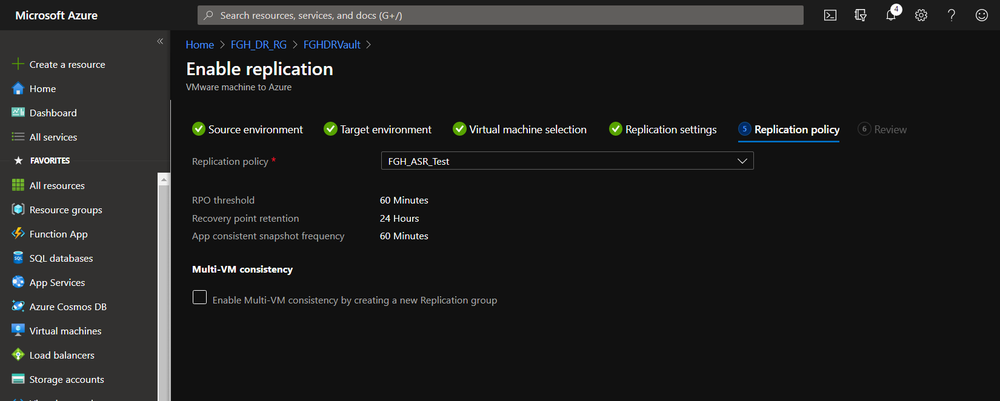 Microsoft Azure
Search resources, services, and docs (G+/)
4
Create a resource
Home
Dashboard
All services
FAVORITES
All resources
Resource groups
Function App
SQL databases
App Services
Azure Cosmos DB
Virtual machines
Load balancers
Storage accounts
Home > FGH_DR_RG > FGHDRVault >
Enable replication
VMware machine to Azure
Source environment Target environment Virtual machine selection Replication settings 5 Replication policy 6 Review
Replication policy * FGH_ASR_Test
RPO threshold 60 Minutes
Recovery point retention 24 Hours
App consistent snapshot frequency 60 Minutes
Multi-VM consistency
Enable Multi-VM consistency by creating a new Replication group